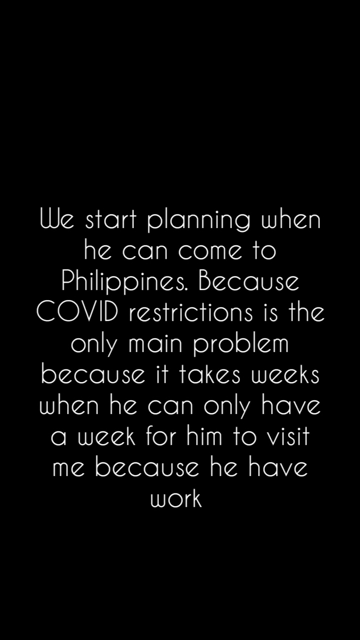 We start planning when
he can come to
Philippines. Because
COVID restrictions is the
only main problem
because it takes weeks
when he can only have
a week for him to visit
me because he have
work